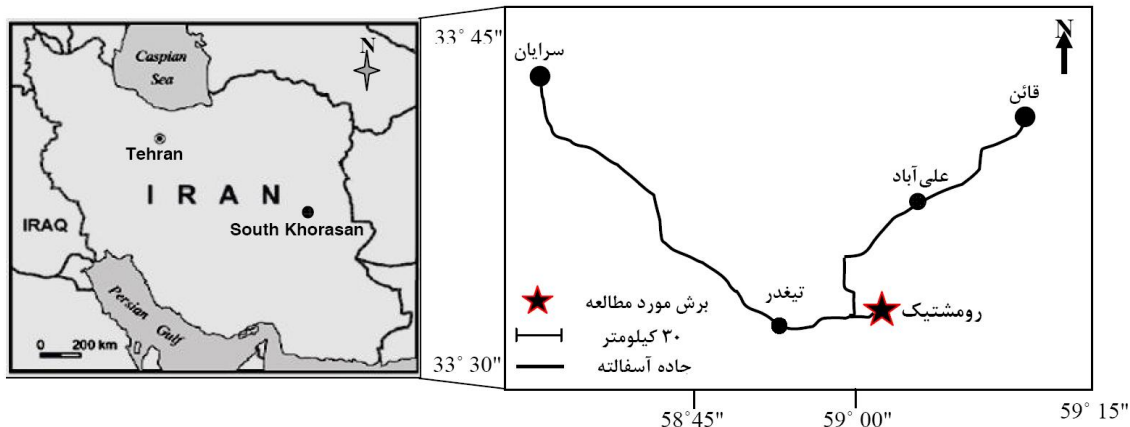 Caspian
Sea
N
Tehran
I R A N
IRAQ
South Khorasan
Persian
Gulf
0 200 km
33° 45"
33° 30"
N
سرایان
قائن
علی‌آباد
تیغدر
رومشتیک
برش مورد مطالعه
۳۰ کیلومتر
جاده آسفالته
58°45"
59°00"
59° 15"